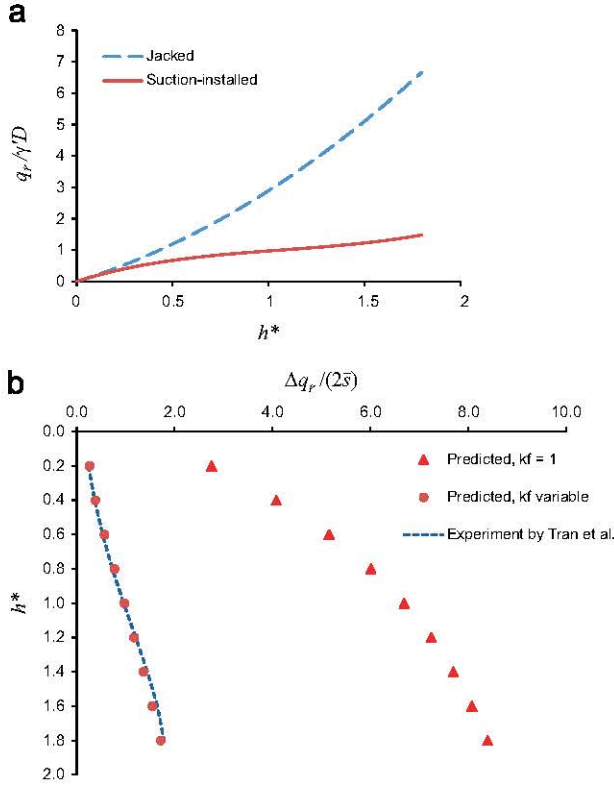 a
Jacked
Suction-installed
8
7
6
5
4
3
2
1
0
q_r/γ'D
0 0.5 1 1.5 2
h*
b
Δq_r/(2s̄)
0.0 2.0 4.0 6.0 8.0 10.0
0.0
0.2
0.4
0.6
0.8
1.0
1.2
1.4
1.6
1.8
2.0
h*
Predicted, kf = 1
Predicted, kf variable
Experiment by Tran et al.